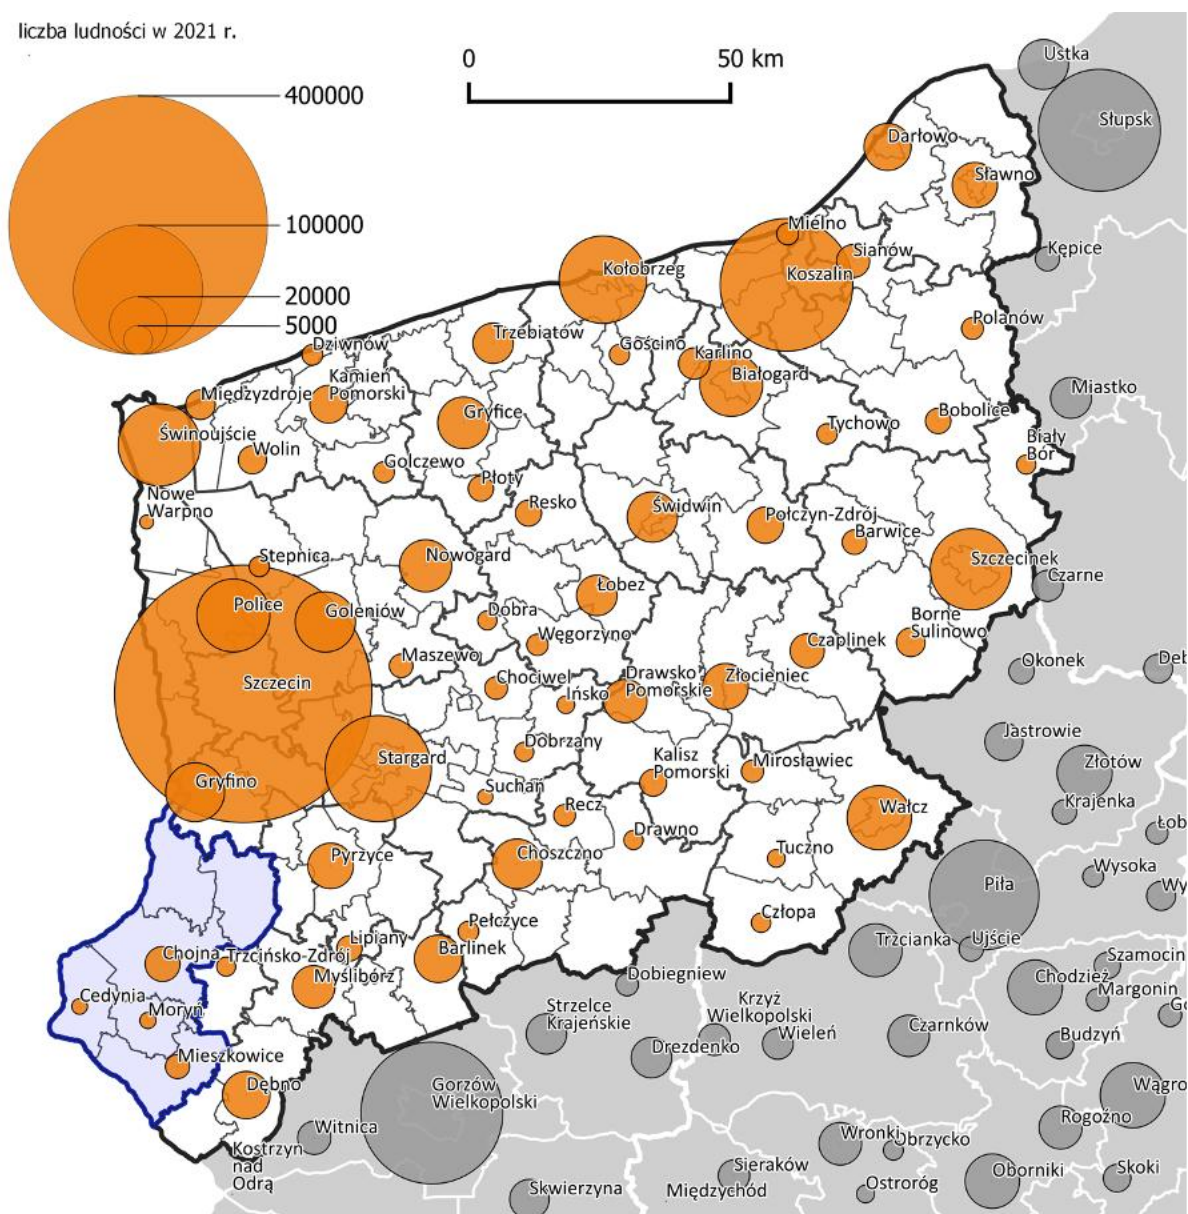 liczba ludności w 2021 r.
0
50 km
400000
100000
20000
5000
Ustka
Słupsk
Darłowo
Sławno
Mielno
Sianów
Kępice
Kołobrzeg
Koszalin
Polanów
Trzebiatów
Gościno
Dziwnów
Karlino
Białogard
Kamień
Pomorski
Międzyzdroje
Miastko
Gryfice
Bobolice
Tychowo
Świnoujście
Wolin
Golczewo
Biały
Bór
Płoty
Nowe
Warpno
Resko
Świdwin
Połczyn-Zdrój
Barwice
Stepnica
Nowogard
Szczecinek
Czarne
Łobez
Police
Goleniów
Dobra
Węgorzyno
Czaplinek
Borne
Sulinowo
Maszewo
Szczecin
Chociwel
Ińsko
Drawsko
Pomorskie
Złocieniec
Okonek
Deb
Jastrowie
Dobrzany
Stargard
Kalisz
Pomorski
Mirosławiec
Złotów
Gryfino
Suchań
Recz
Wałcz
Krajenka
Łob
Drawno
Pyrzyce
Choszczno
Tuczno
Wysoka
Piła
Wy
Człopa
Pełczyce
Lipiany
Barlinek
Trzcianka
Ujście
Szamocin
Chojna
Trzcińsko-Zdrój
Myślibórz
Dobiegniew
Chodzież
Margonin
Cedynia
Moryń
Strzelce
Krajeńskie
Krzyż
Wielkopolski
Wieleń
Czarnków
Go
Budzyń
Drezdenko
Mieszkowice
Dębno
Gorzów
Wielkopolski
Wągro
Rogoźno
Witnica
Wronki
Obrzycko
Kostrzyn
nad
Odrą
Sieraków
Międzychód
Oborniki
Skoki
Ostroróg
Skwierzyna